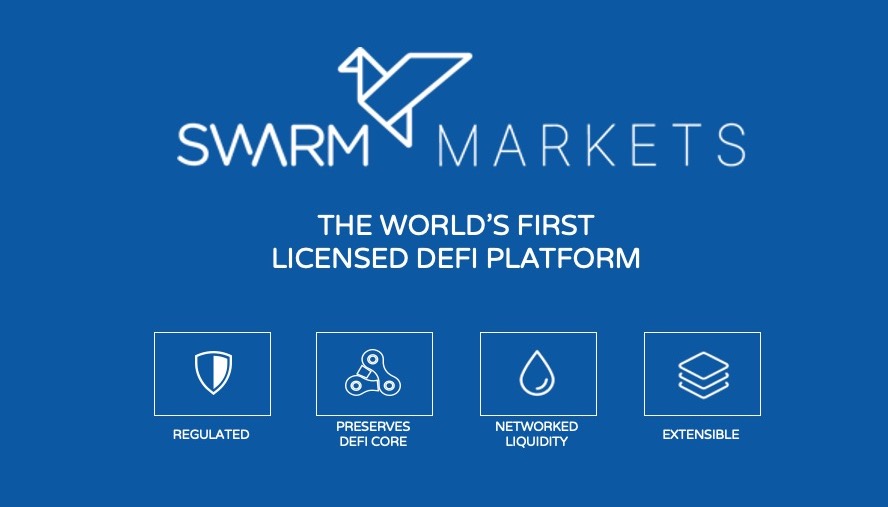 SWARM MARKETS
THE WORLD’S FIRST
LICENSED DEFI PLATFORM
REGULATED
PRESERVES
DEFI CORE
NETWORKED
LIQUIDITY
EXTENSIBLE